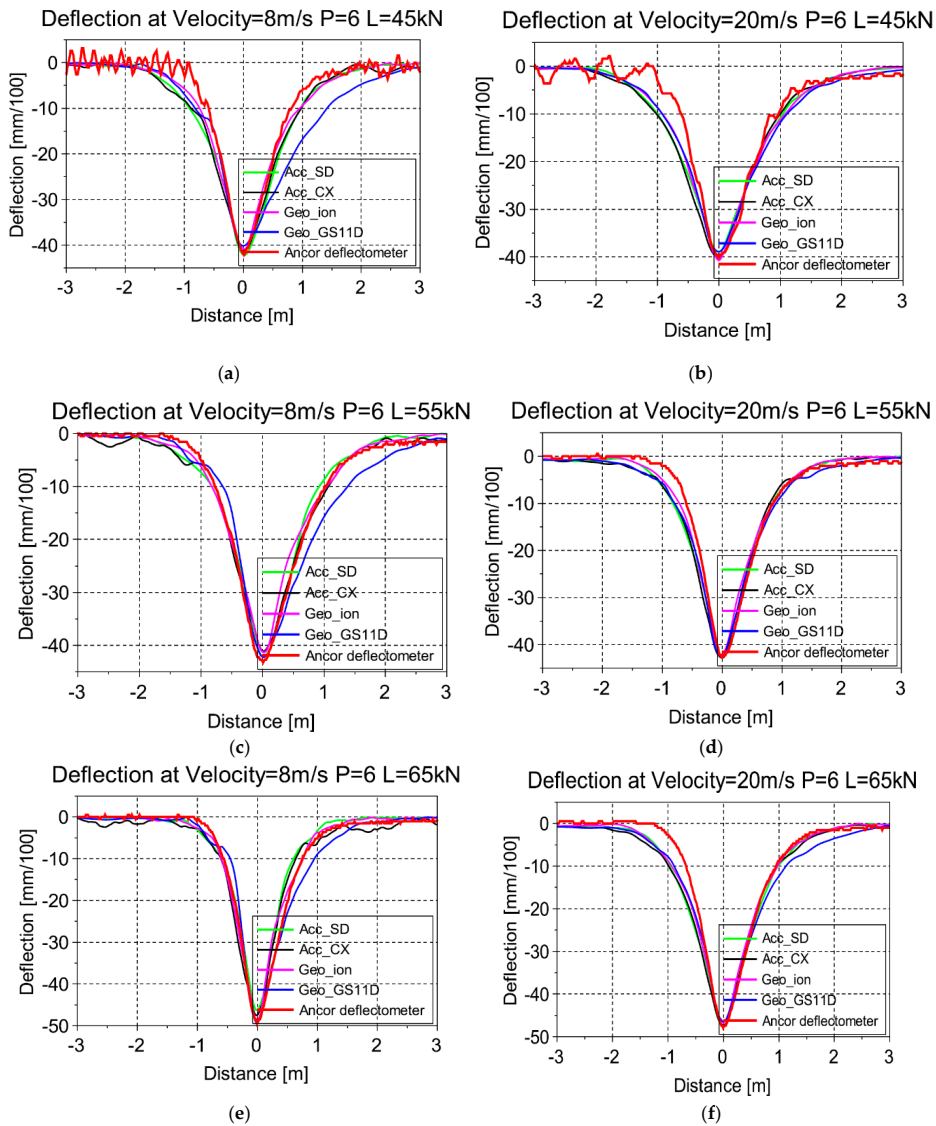 Deflection at Velocity=8m/s P=6 L=45kN
Deflection [mm/100]
0
-10
-20
-30
-40
-3
-2
-1
0
1
2
3
Acc_SD
Acc_CX
Geo_ion
Geo_GS11D
Ancor deflectometer
Distance [m]
(a)
Deflection at Velocity=20m/s P=6 L=45kN
Deflection [mm/100]
0
-10
-20
-30
-40
-3
-2
-1
0
1
2
3
Acc_SD
Acc_CX
Geo_ion
Geo_GS11D
Ancor deflectometer
Distance [m]
(b)
Deflection at Velocity=8m/s P=6 L=55kN
Deflection [mm/100]
0
-10
-20
-30
-40
-3
-2
-1
0
1
2
3
Acc_SD
Acc_CX
Geo_ion
Geo_GS11D
Ancor deflectometer
Distance [m]
(c)
Deflection at Velocity=20m/s P=6 L=55kN
Deflection [mm/100]
0
-10
-20
-30
-40
-3
-2
-1
0
1
2
3
Acc_SD
Acc_CX
Geo_ion
Geo_GS11D
Ancor deflectometer
Distance [m]
(d)
Deflection at Velocity=8m/s P=6 L=65kN
Deflection [mm/100]
0
-10
-20
-30
-40
-50
-3
-2
-1
0
1
2
3
Acc_SD
Acc_CX
Geo_ion
Geo_GS11D
Ancor deflectometer
Distance [m]
(e)
Deflection at Velocity=20m/s P=6 L=65kN
Deflection [mm/100]
0
-10
-20
-30
-40
-50
-3
-2
-1
0
1
2
3
Acc_SD
Acc_CX
Geo_ion
Geo_GS11D
Ancor deflectometer
Distance [m]
(f)